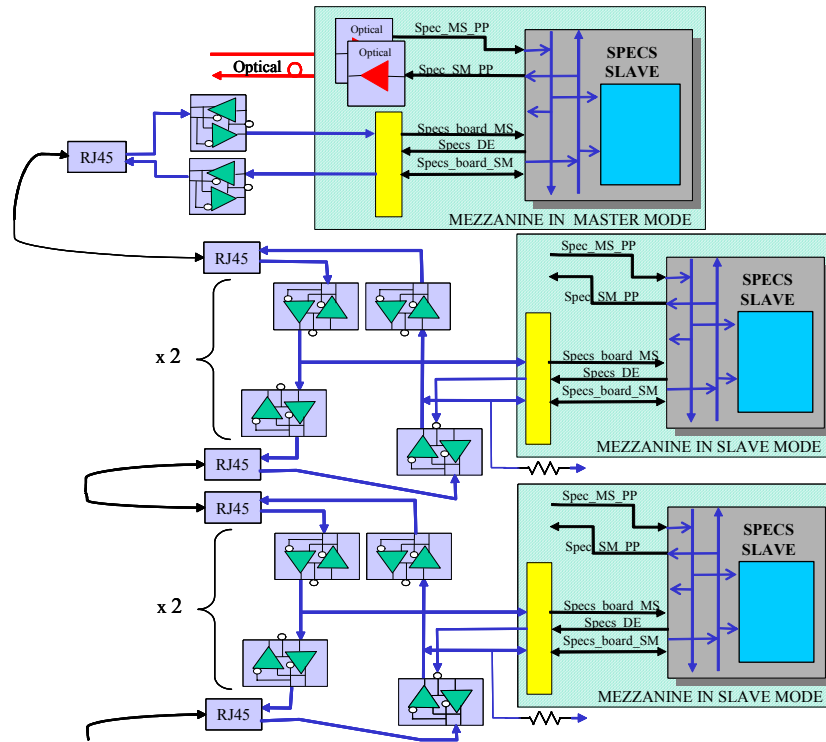 Optical
Spec_MS_PP
Optical
SPECS
SLAVE
Optical
Spec_SM_PP
Specs_board_MS
RJ45
Specs_DE
Specs_board_SM
MEZZANINE IN MASTER MODE
RJ45
Spec_MS_PP
SPECS
SLAVE
Spec_SM_PP
x 2
Specs_board_MS
Specs_DE
Specs_board_SM
MEZZANINE IN SLAVE MODE
RJ45
RJ45
Spec_MS_PP
SPECS
SLAVE
Spec_SM_PP
x 2
Specs_board_MS
Specs_DE
Specs_board_SM
MEZZANINE IN SLAVE MODE
RJ45